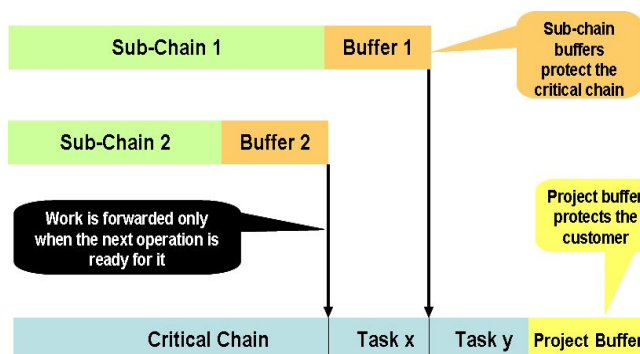 Sub-Chain 1
Buffer 1
Sub-chain
buffers
protect the
critical chain
Sub-Chain 2
Buffer 2
Work is forwarded only
when the next operation is
ready for it
Project buffer
protects the
customer
Critical Chain
Task x
Task y
Project Buffer